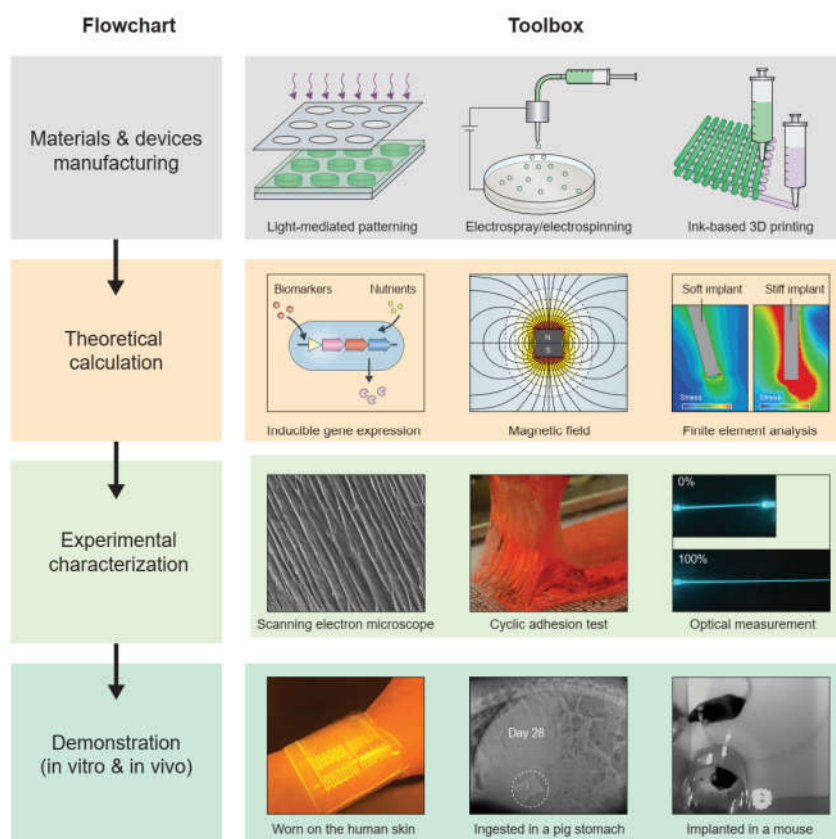 Flowchart
Toolbox
Materials & devices
manufacturing
Light-mediated patterning
Electrospray/electrospinning
Ink-based 3D printing
Theoretical
calculation
Biomarkers
Nutrients
Inducible gene expression
N
S
Magnetic field
Soft implant
Stiff implant
Stress
Stress
Finite element analysis
Experimental
characterization
Scanning electron microscope
Cyclic adhesion test
0%
100%
Optical measurement
Demonstration
(in vitro & in vivo)
Worn on the human skin
Day 28
Ingested in a pig stomach
Implanted in a mouse